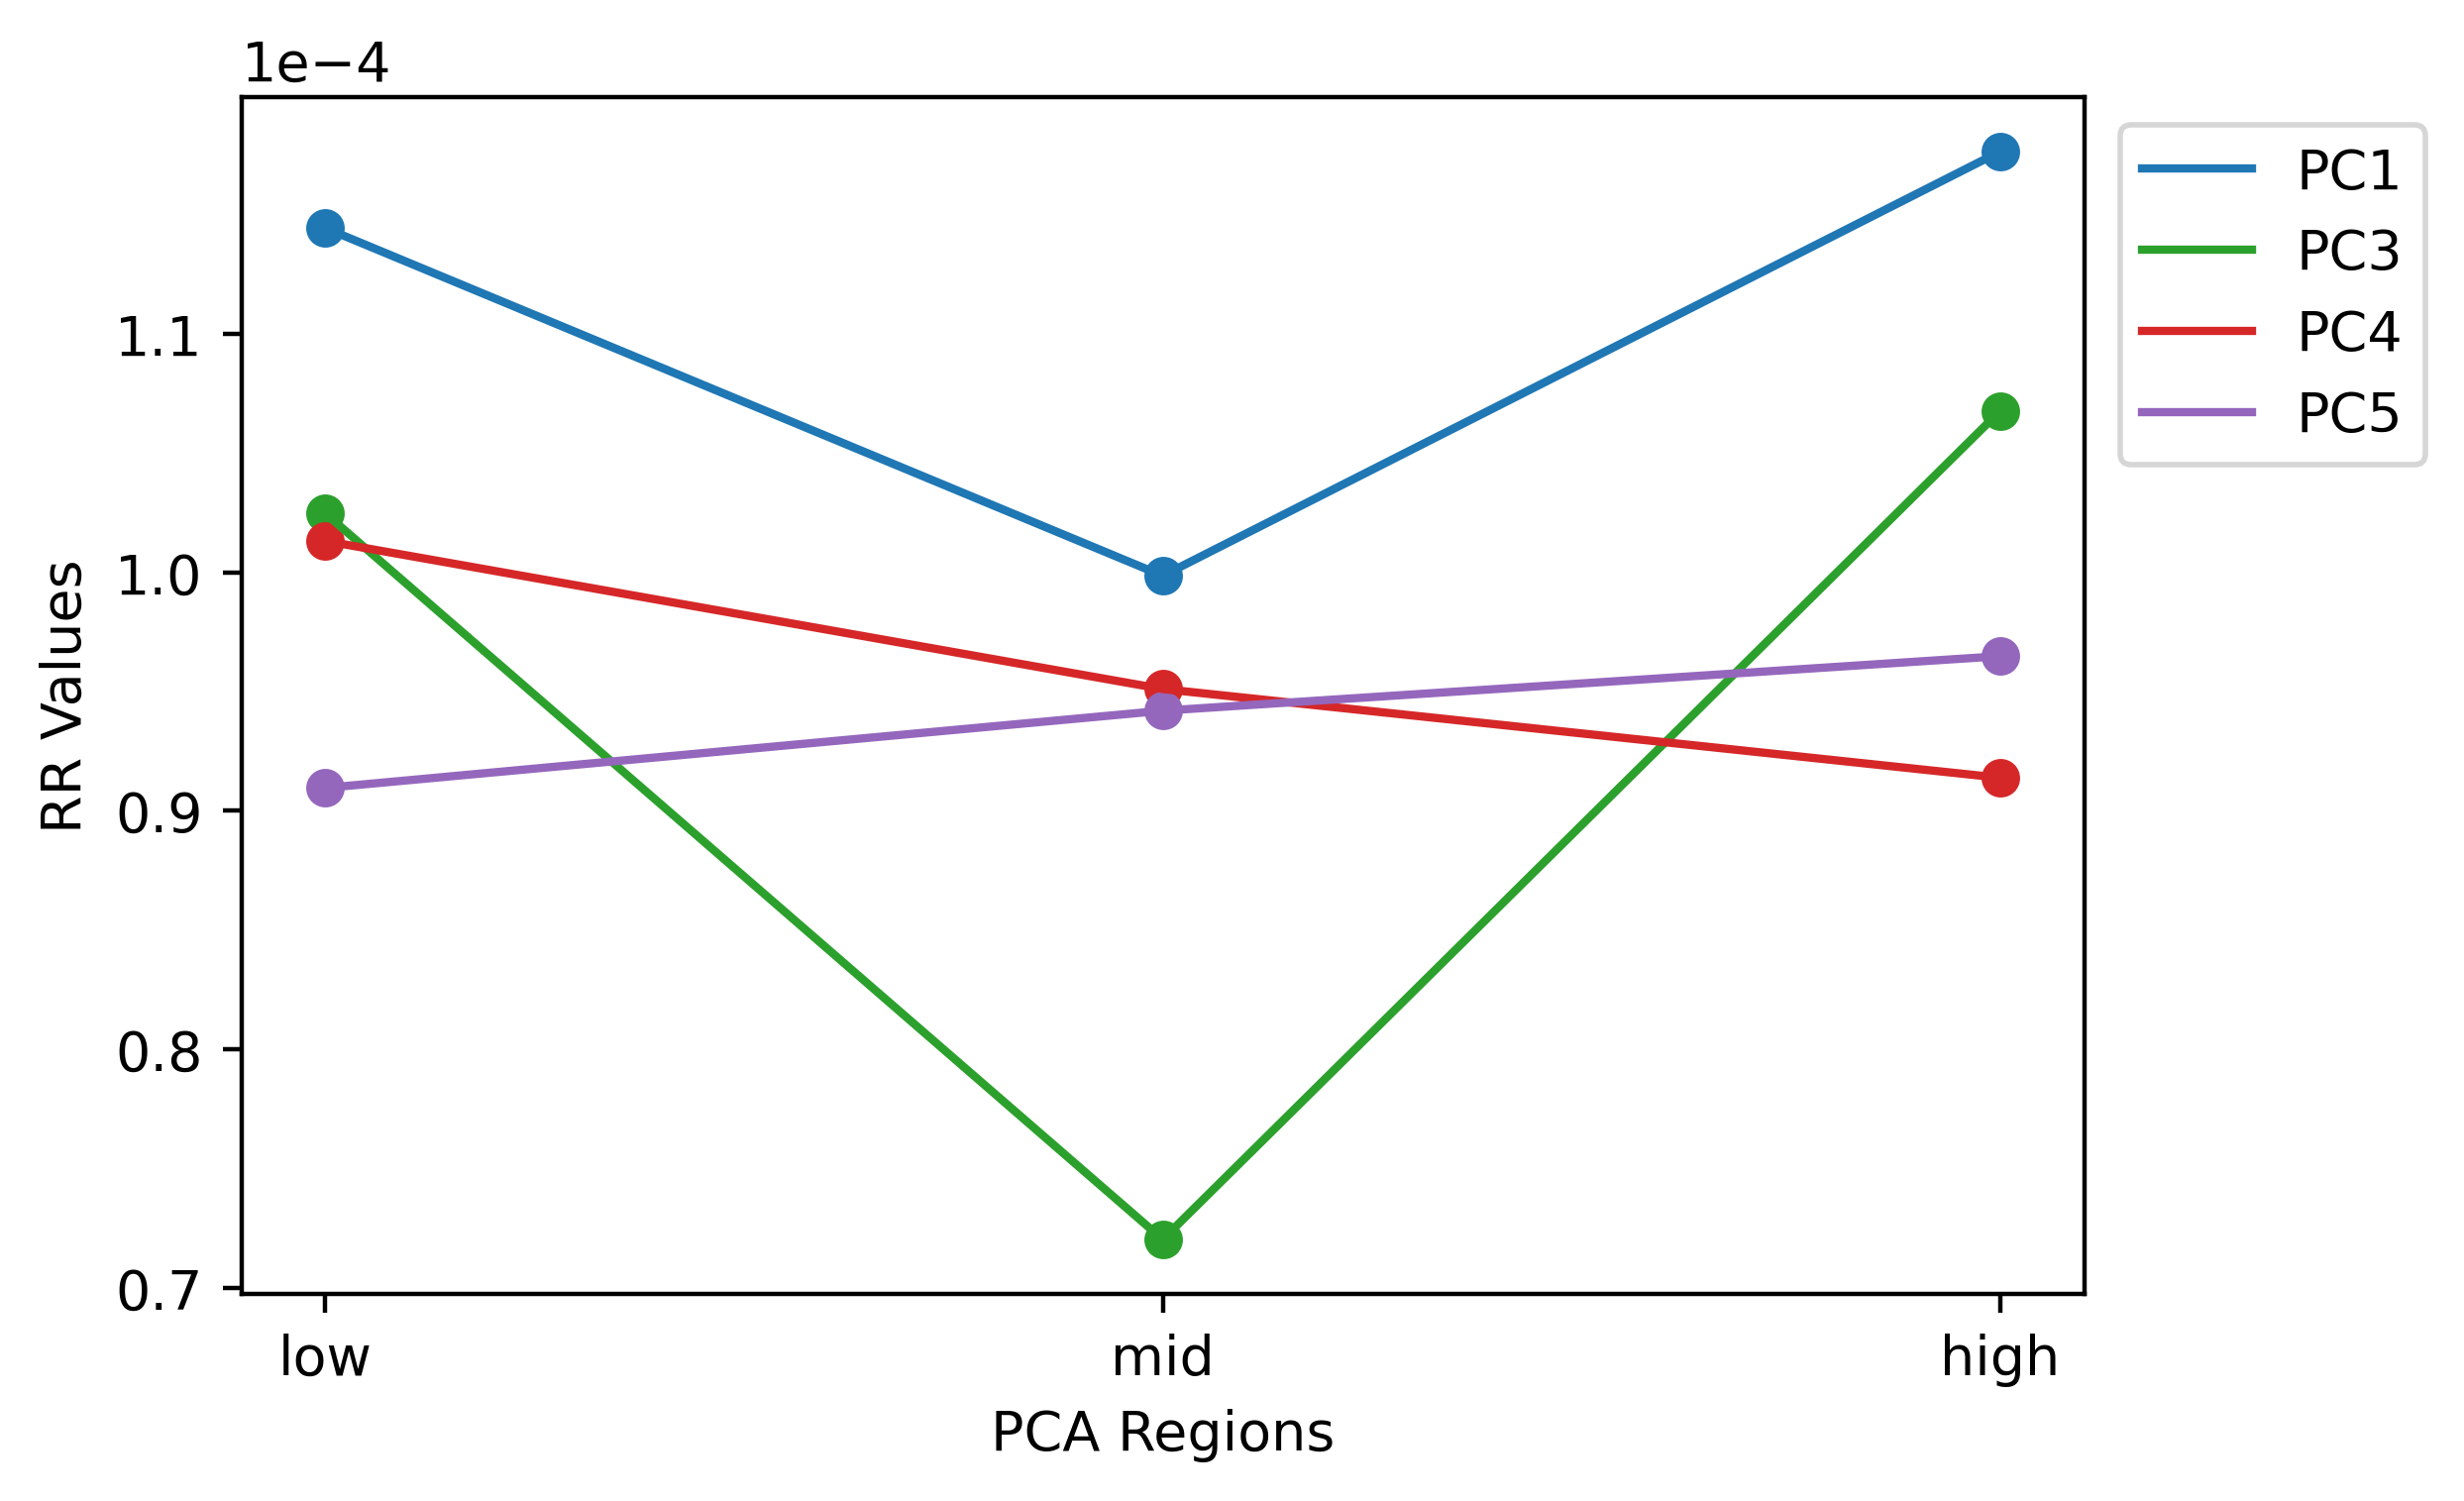 1e−4
1.1
1.0
0.9
0.8
0.7
RR Values
low
mid
high
PCA Regions
PC1
PC3
PC4
PC5